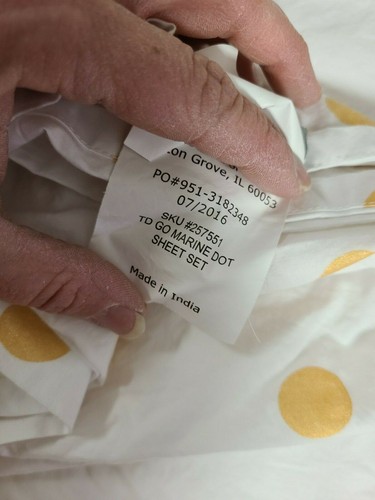 ton Grove, IL 60053
PO#951-3182348
07/2016
SKU #257551
TD GO MARINE DOT
SHEET SET
Made in India